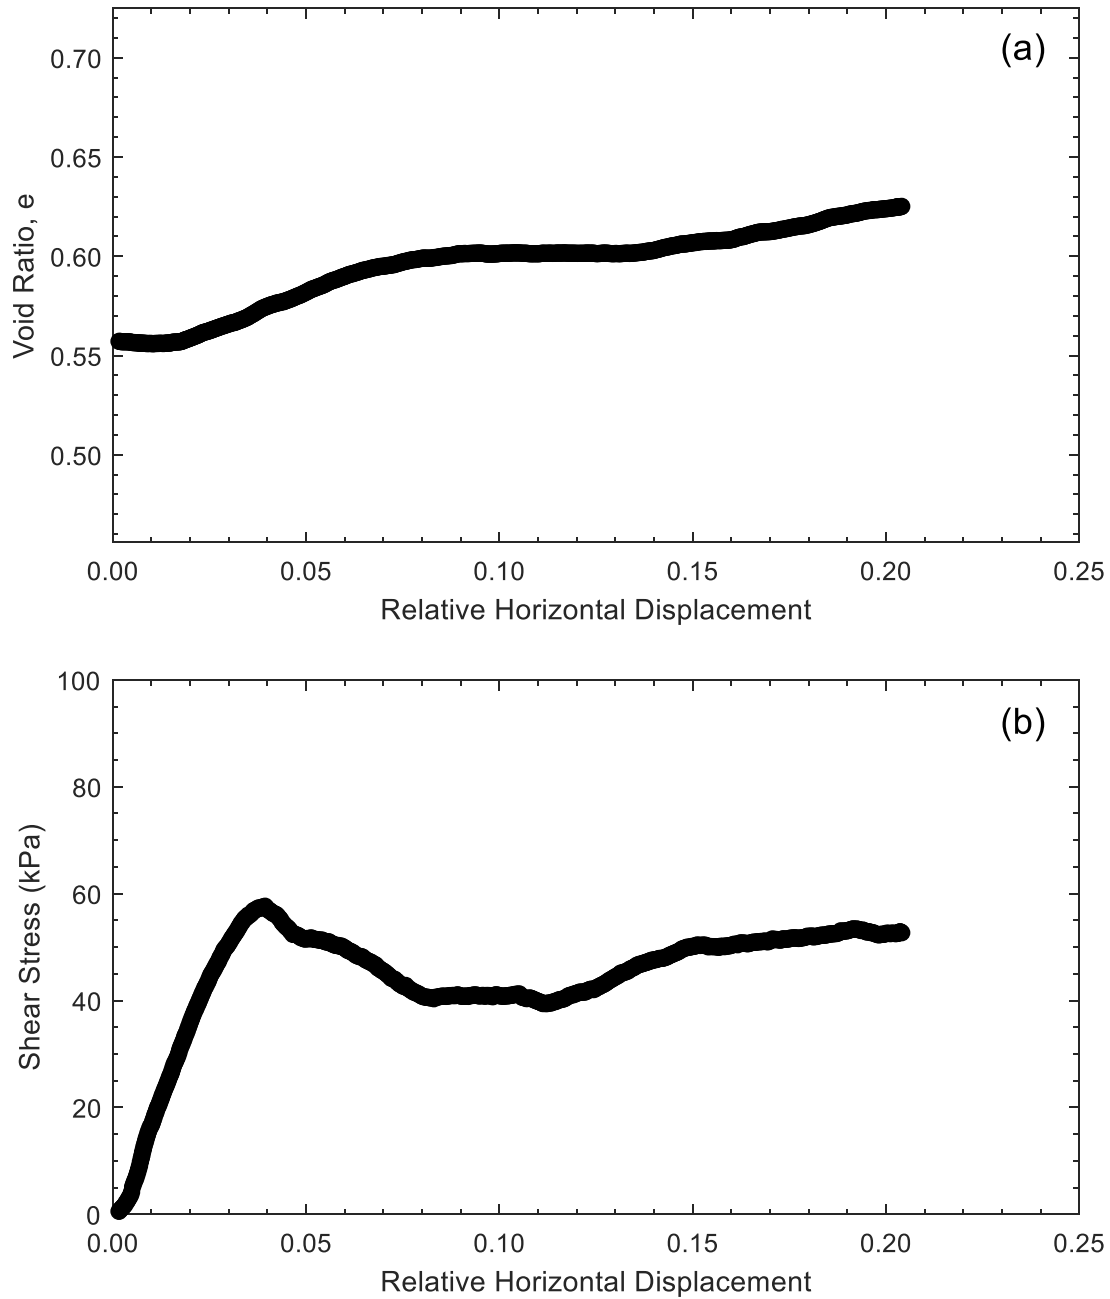 (a)
0.70
0.65
0.60
0.55
0.50
Void Ratio, e
0.00 0.05 0.10 0.15 0.20 0.25
Relative Horizontal Displacement
(b)
100
80
60
40
20
0
Shear Stress (kPa)
0.00 0.05 0.10 0.15 0.20 0.25
Relative Horizontal Displacement